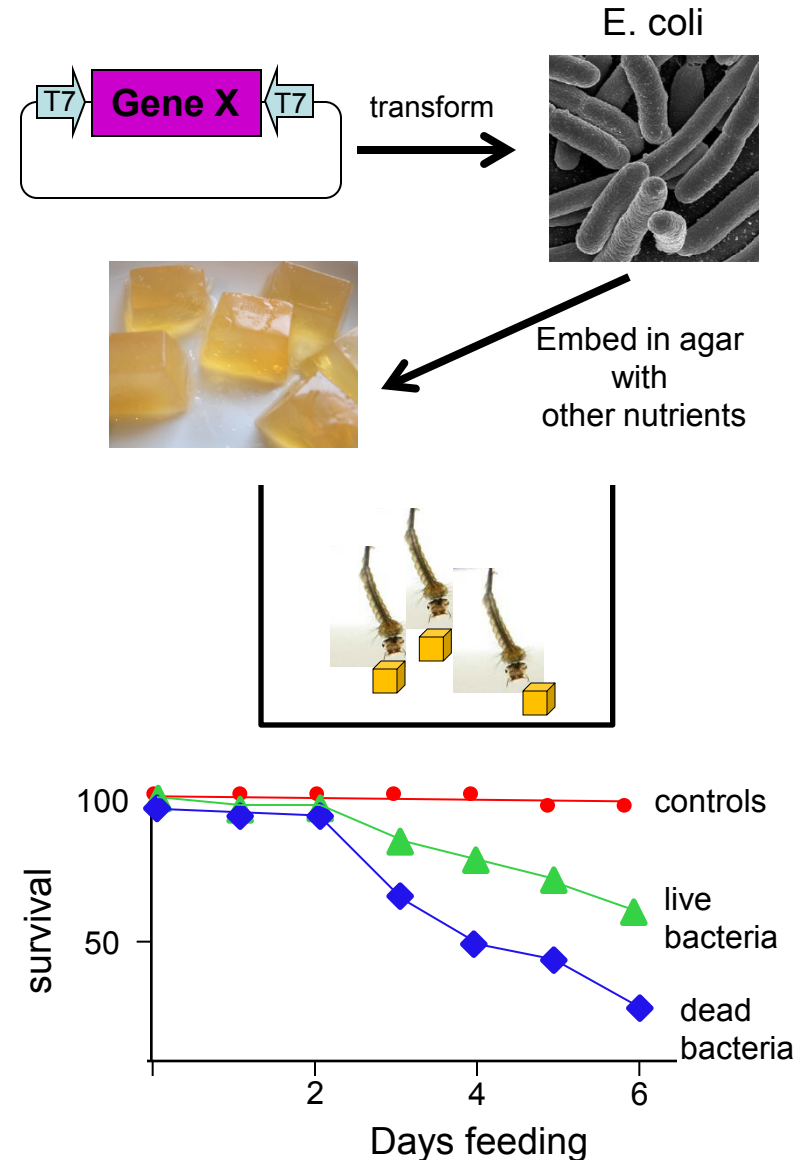 E. coli
T7 Gene X T7
transform
Embed in agar
with
other nutrients
100
50
survival
controls
live
bacteria
dead
bacteria
2 4 6
Days feeding